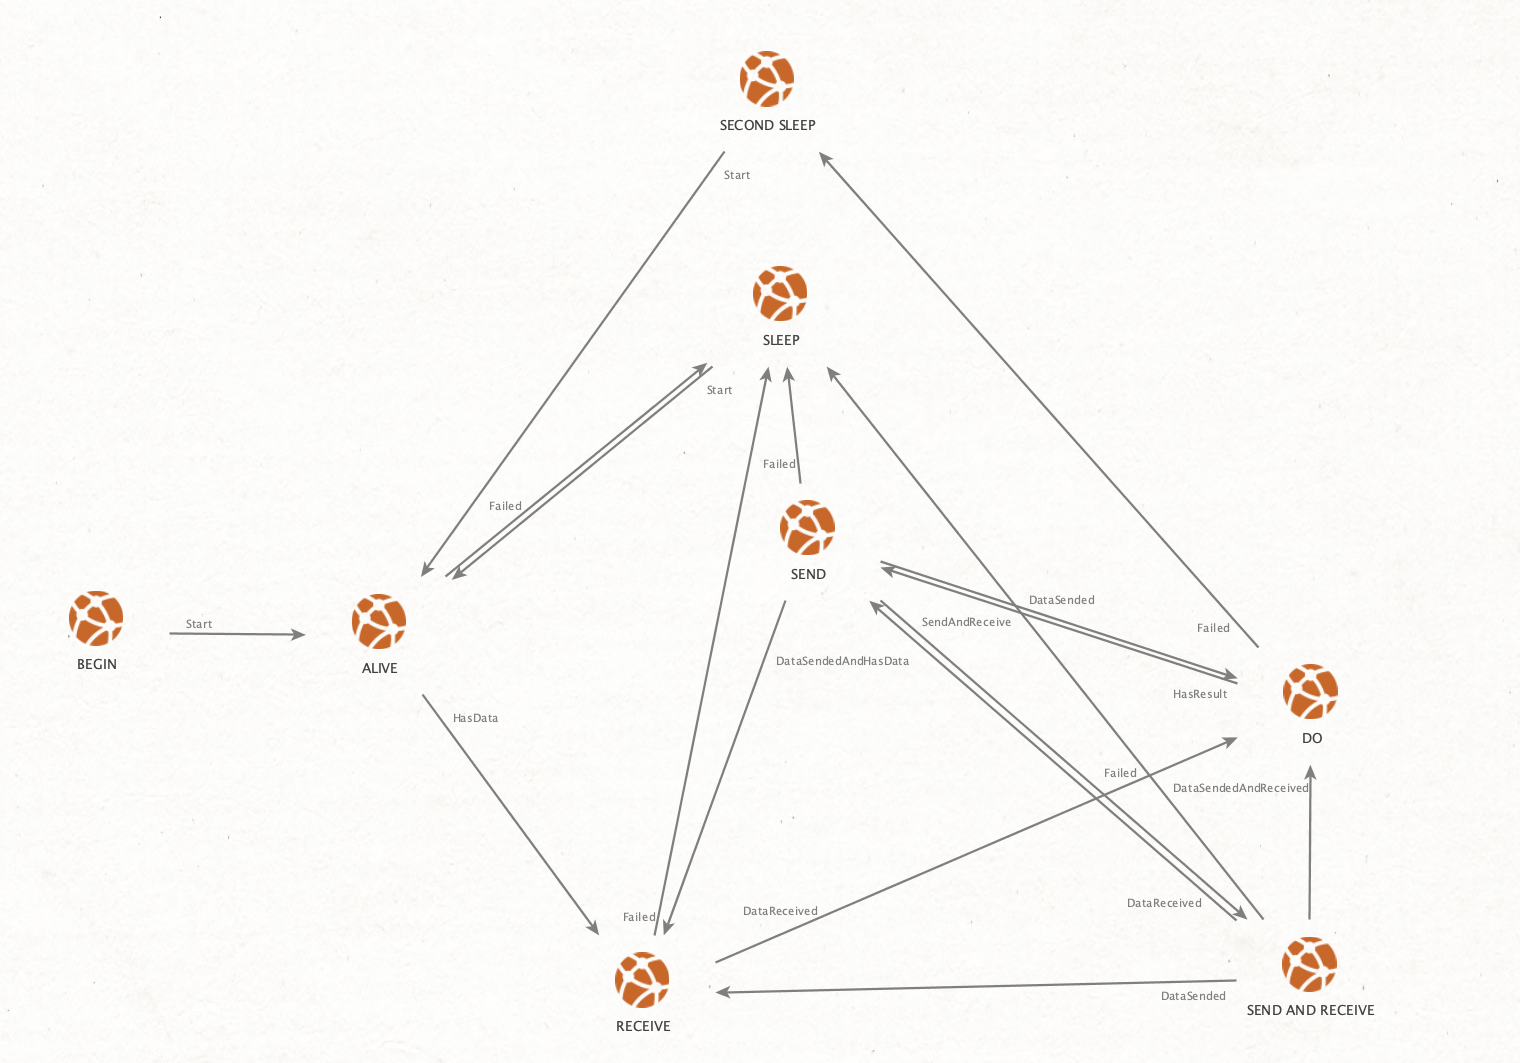 SECOND SLEEP
Start
SLEEP
Start
Failed
Failed
SEND
DataSended
SendAndReceive
Start
Failed
BEGIN
ALIVE
DataSendedAndHasData
HasResult
HasData
DO
Failed
DataSendedAndReceived
DataReceived
DataReceived
Failed
DataSended
SEND AND RECEIVE
RECEIVE